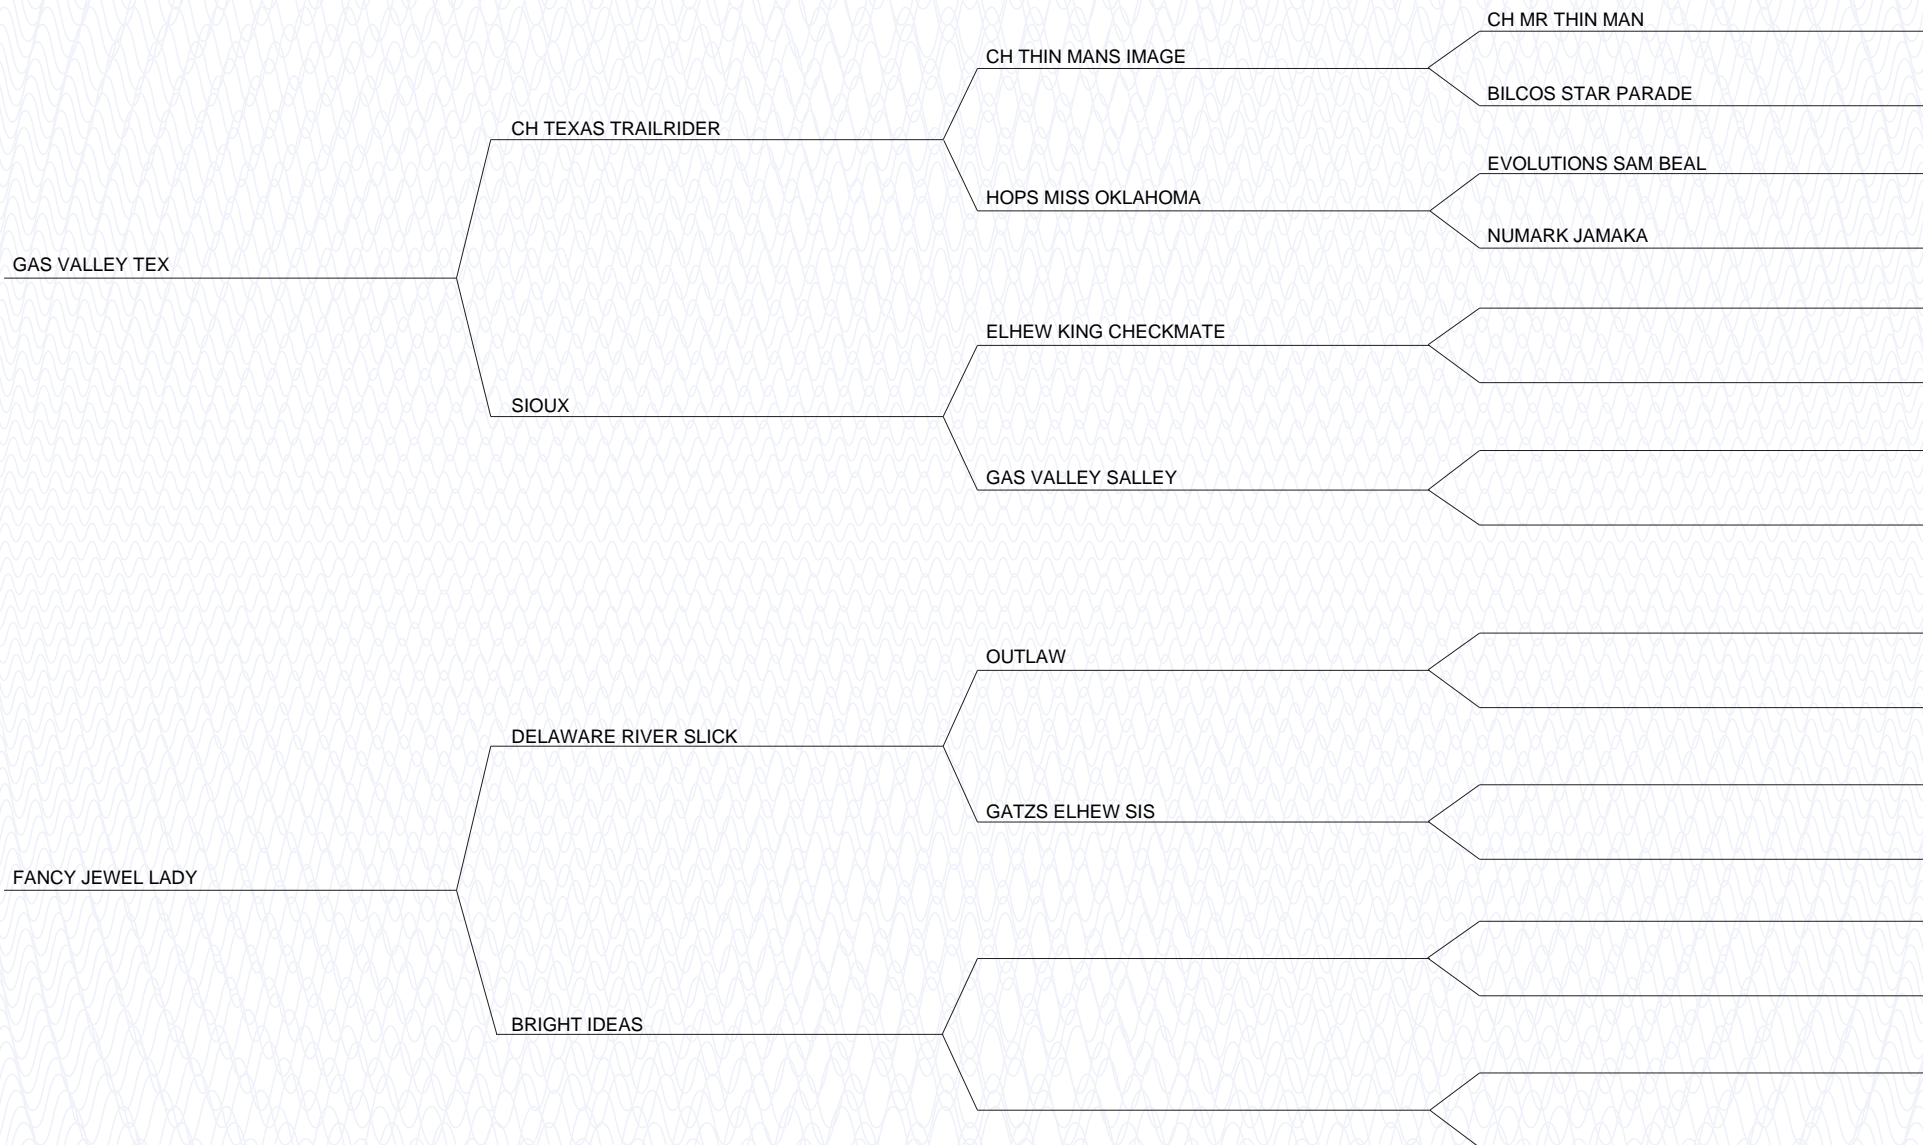 CH MR THIN MAN
CH THIN MANS IMAGE
BILCOS STAR PARADE
CH TEXAS TRAILRIDER
EVOLUTIONS SAM BEAL
HOPS MISS OKLAHOMA
NUMARK JAMAKA
GAS VALLEY TEX
ELHEW KING CHECKMATE
SIOUX
GAS VALLEY SALLEY
OUTLAW
DELAWARE RIVER SLICK
GATZS ELHEW SIS
FANCY JEWEL LADY
BRIGHT IDEAS